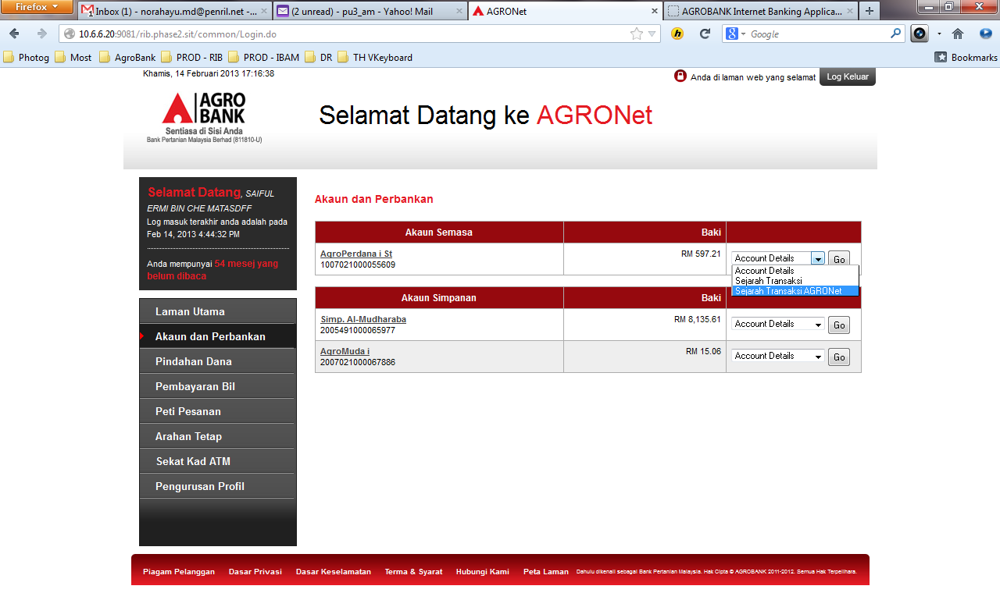 Firefox
Inbox (1) - norahayu.md@penril.net -...
(2 unread) - pu3_am - Yahoo! Mail
AGRONet
AGROBANK Internet Banking Applica...
10.6.6.20:9081/rib.phase2.sit/common/Login.do
Google
Photog
Most
AgroBank
PROD - RIB
PROD - IBAM
DR
TH VKeyboard
Bookmarks
Khamis, 14 Februari 2013 17:16:38
Anda di laman web yang selamat
Log Keluar
AGRO
BANK
Sentiasa di Sisi Anda
Bank Pertanian Malaysia Berhad (811810-U)
Selamat Datang ke AGRONet
Selamat Datang, SAIFUL
ERMI BIN CHE MATASDFF
Log masuk terakhir anda adalah pada
Feb 14, 2013 4:44:32 PM
Anda mempunyai 54 mesej yang
belum dibaca
Laman Utama
Akaun dan Perbankan
Pindahan Dana
Pembayaran Bil
Peti Pesanan
Arahan Tetap
Sekat Kad ATM
Pengurusan Profil
Akaun dan Perbankan
Akaun Semasa Baki
AgroPerdana i St RM 597.21 Account Details Go
1007021000055609
Account Details
Sejarah Transaksi
Sejarah Transaksi AGRONet
Akaun Simpanan Baki
Simp. Al-Mudharaba RM 8,135.61 Account Details Go
2005491000065977
AgroMuda i RM 15.06 Account Details Go
2007021000067886
Piagam Pelanggan Dasar Privasi Dasar Keselamatan Terma & Syarat Hubungi Kami Peta Laman Dahulu dikenali sebagai Bank Pertanian Malaysia. Hak Cipta © AGROBANK 2011-2012. Semua Hak Terpelihara.